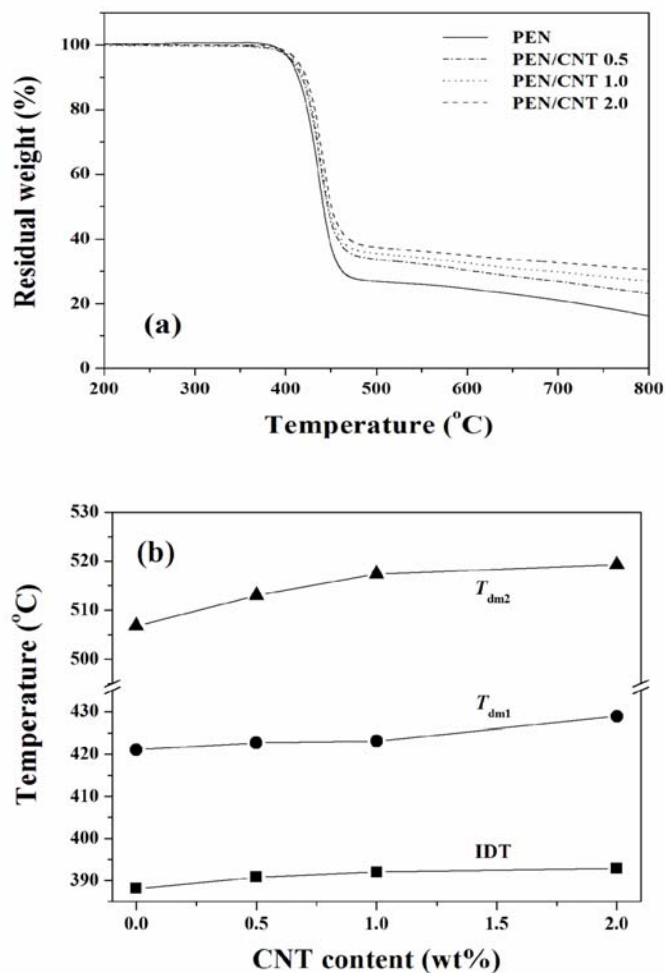 100
80
60
40
20
0
Residual weight (%)
PEN
PEN/CNT 0.5
PEN/CNT 1.0
PEN/CNT 2.0
(a)
200 300 400 500 600 700 800
Temperature (°C)
530
520
510
500
430
420
400
390
Temperature (°C)
(b)
Tdm2
Tdm1
IDT
0.0 0.5 1.0 1.5 2.0
CNT content (wt%)